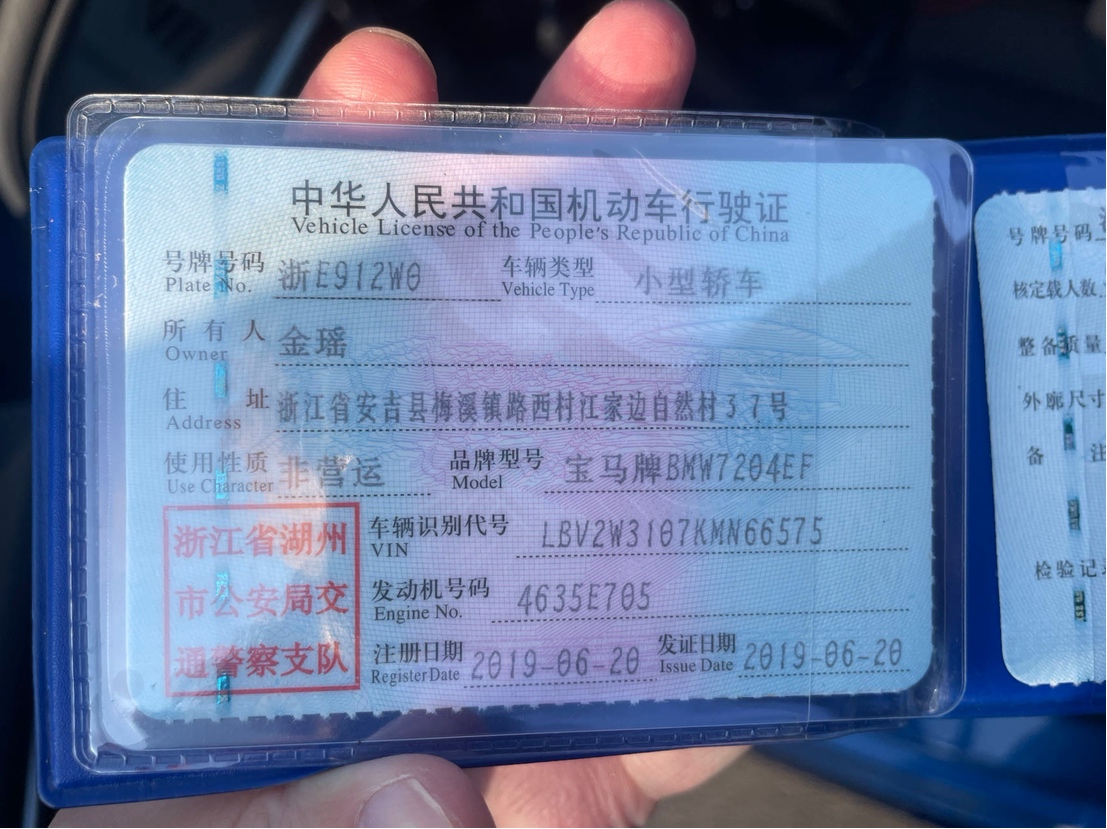 中华人民共和国机动车行驶证
Vehicle License of the People's Republic of China
号牌号码 浙E912W0 车辆类型 小型轿车
Plate No. Vehicle Type
所有人 金瑶
Owner
住址 浙江省安吉县梅溪镇路西村江家边自然村37号
Address
使用性质 非营运 品牌型号 宝马牌BMW7204EF
Use Character Model
浙江省湖州
市公安局交
通警察支队
车辆识别代号 LBV2W3107KMN66575
VIN
发动机号码 4635E705
Engine No.
注册日期 2019-06-20 发证日期 2019-06-20
Register Date Issue Date
号牌号码
核定载人数
整备质量
外廓尺寸
备注
检验记录